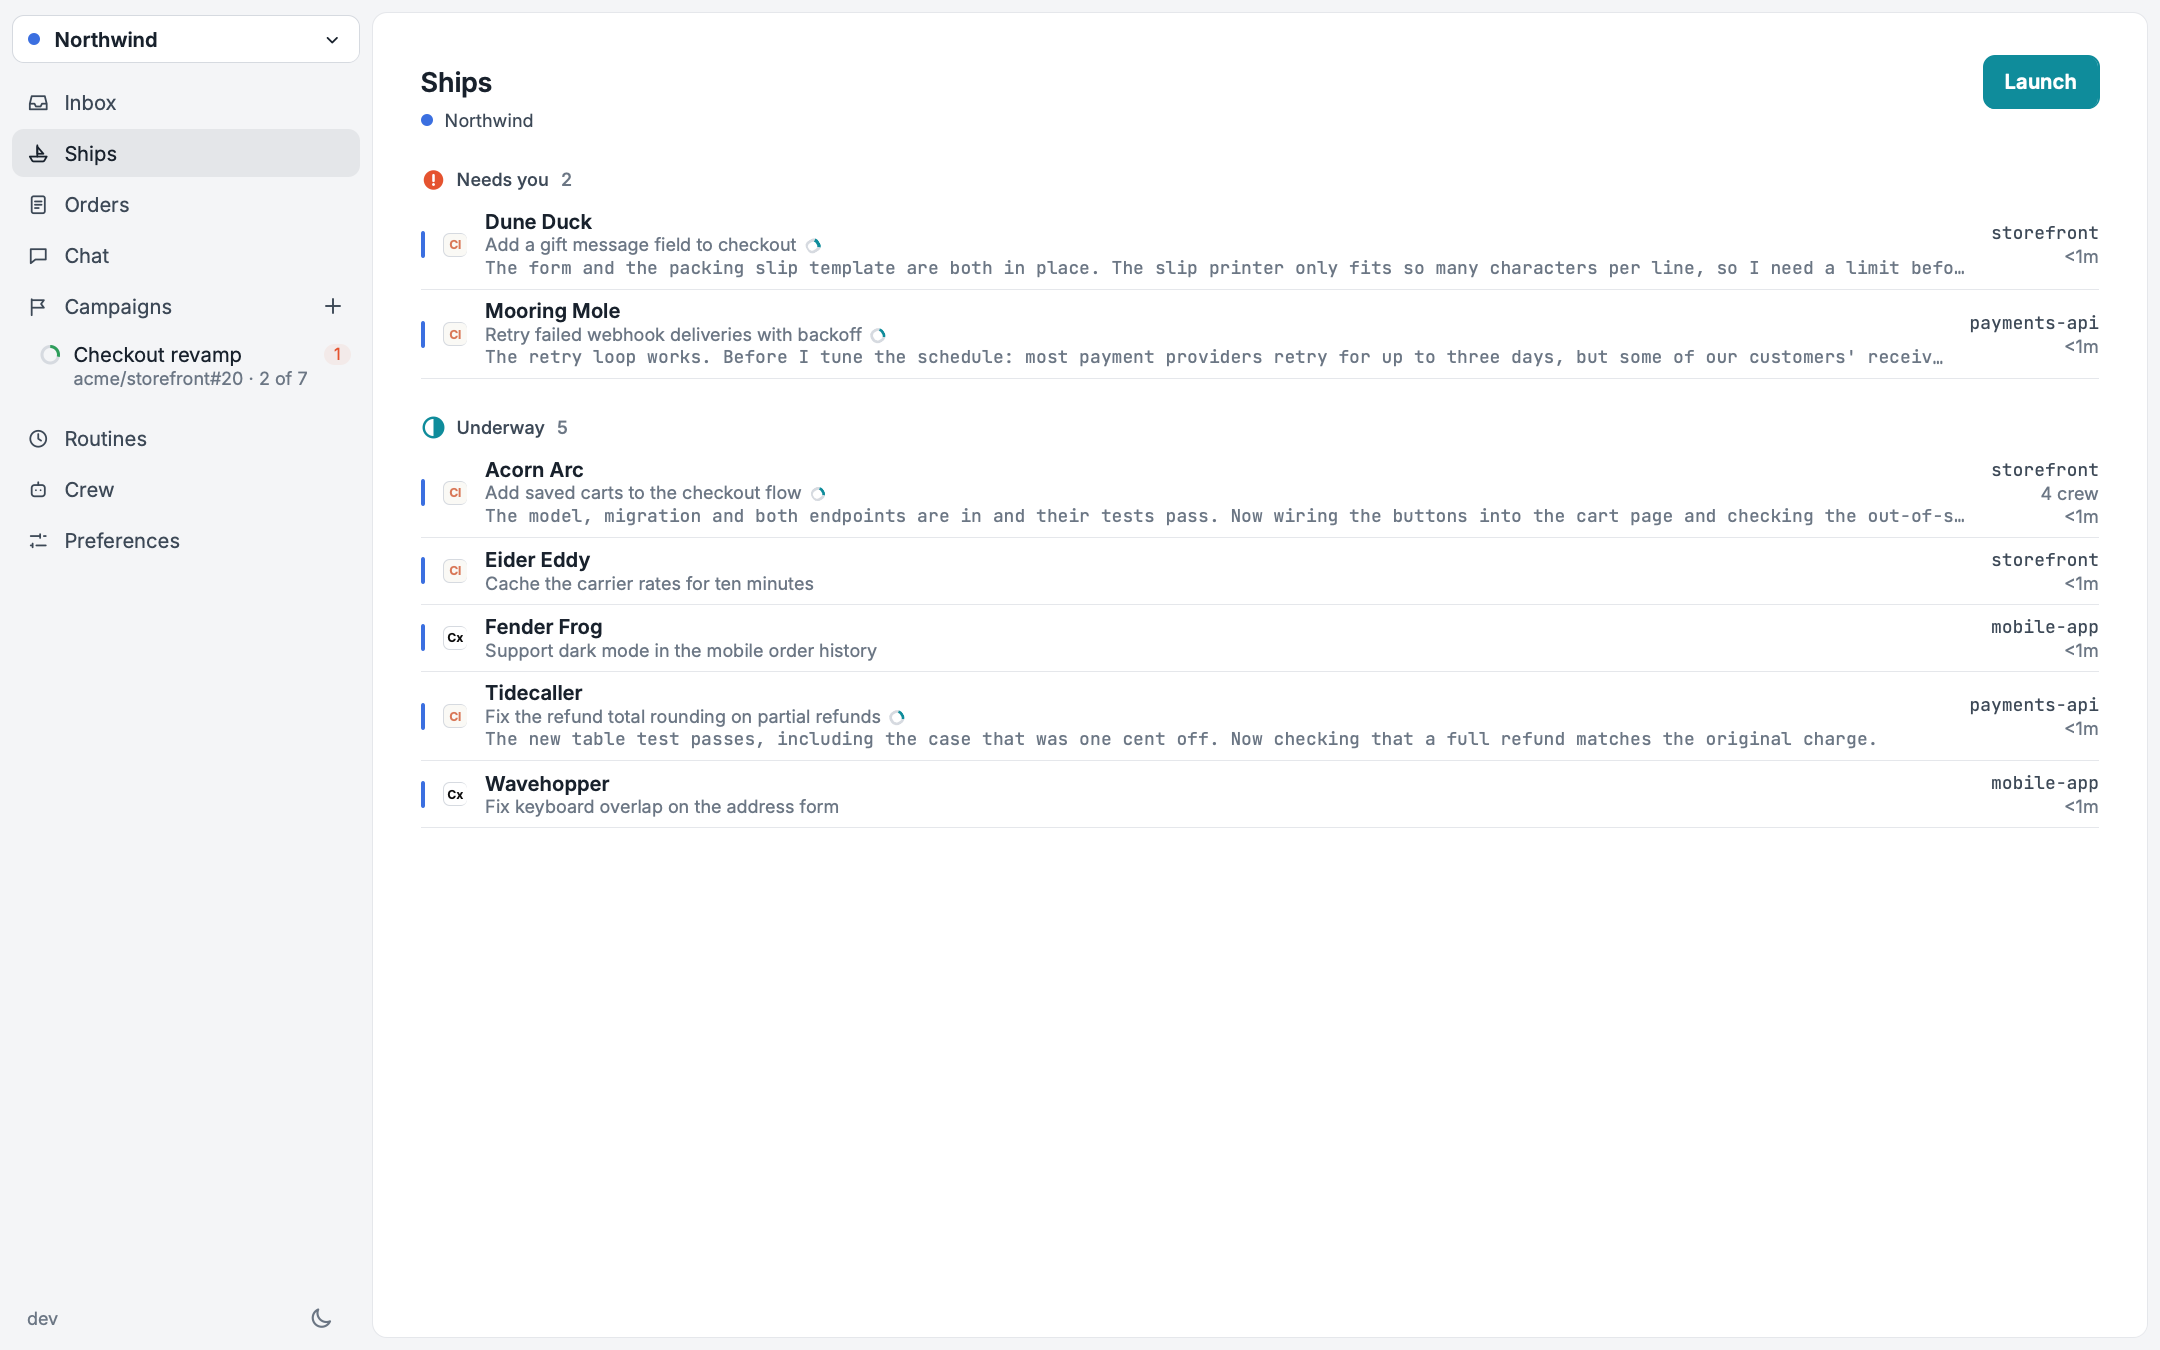 Northwind
Inbox
Ships
Orders
Chat
Campaigns
Checkout revamp 1
acme/storefront#20 · 2 of 7
Routines
Crew
Preferences
dev
Ships
Northwind
Launch
Needs you 2
Cl
Dune Duck
Add a gift message field to checkout
The form and the packing slip template are both in place. The slip printer only fits so many characters per line, so I need a limit befo…
storefront
<1m
Cl
Mooring Mole
Retry failed webhook deliveries with backoff
The retry loop works. Before I tune the schedule: most payment providers retry for up to three days, but some of our customers' receiv…
payments-api
<1m
Underway 5
Cl
Acorn Arc
Add saved carts to the checkout flow
The model, migration and both endpoints are in and their tests pass. Now wiring the buttons into the cart page and checking the out-of-s…
storefront
4 crew
<1m
Cl
Eider Eddy
Cache the carrier rates for ten minutes
storefront
<1m
Cx
Fender Frog
Support dark mode in the mobile order history
mobile-app
<1m
Cl
Tidecaller
Fix the refund total rounding on partial refunds
The new table test passes, including the case that was one cent off. Now checking that a full refund matches the original charge.
payments-api
<1m
Cx
Wavehopper
Fix keyboard overlap on the address form
mobile-app
<1m